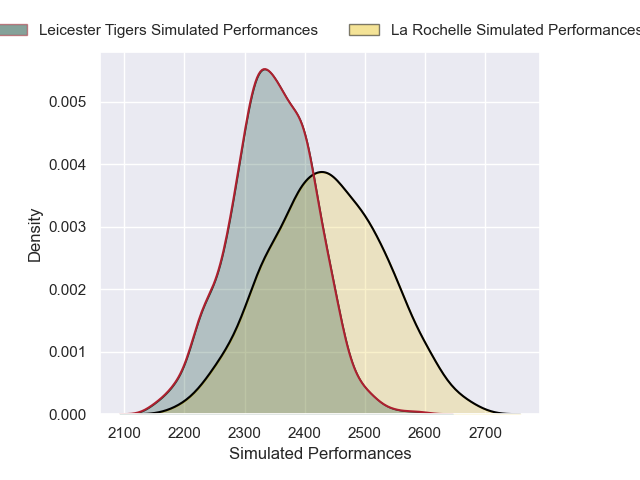 Leicester Tigers Simulated Performances
La Rochelle Simulated Performances
0.005
0.004
0.003
0.002
0.001
0.000
Density
2100 2200 2300 2400 2500 2600 2700
Simulated Performances